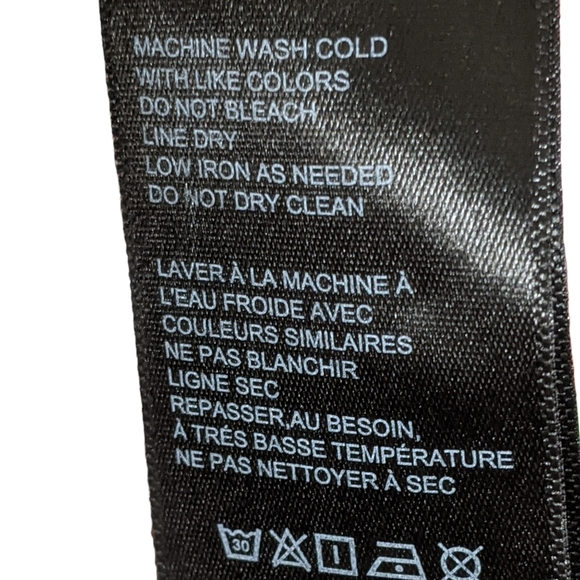 MACHINE WASH COLD
WITH LIKE COLORS
DO NOT BLEACH
LINE DRY
LOW IRON AS NEEDED
DO NOT DRY CLEAN
LAVER À LA MACHINE À
L'EAU FROIDE AVEC
COULEURS SIMILAIRES
NE PAS BLANCHIR
LIGNE SEC
REPASSER,AU BESOIN,
À TRÉS BASSE TEMPÉRATURE
NE PAS NETTOYER À SEC
30